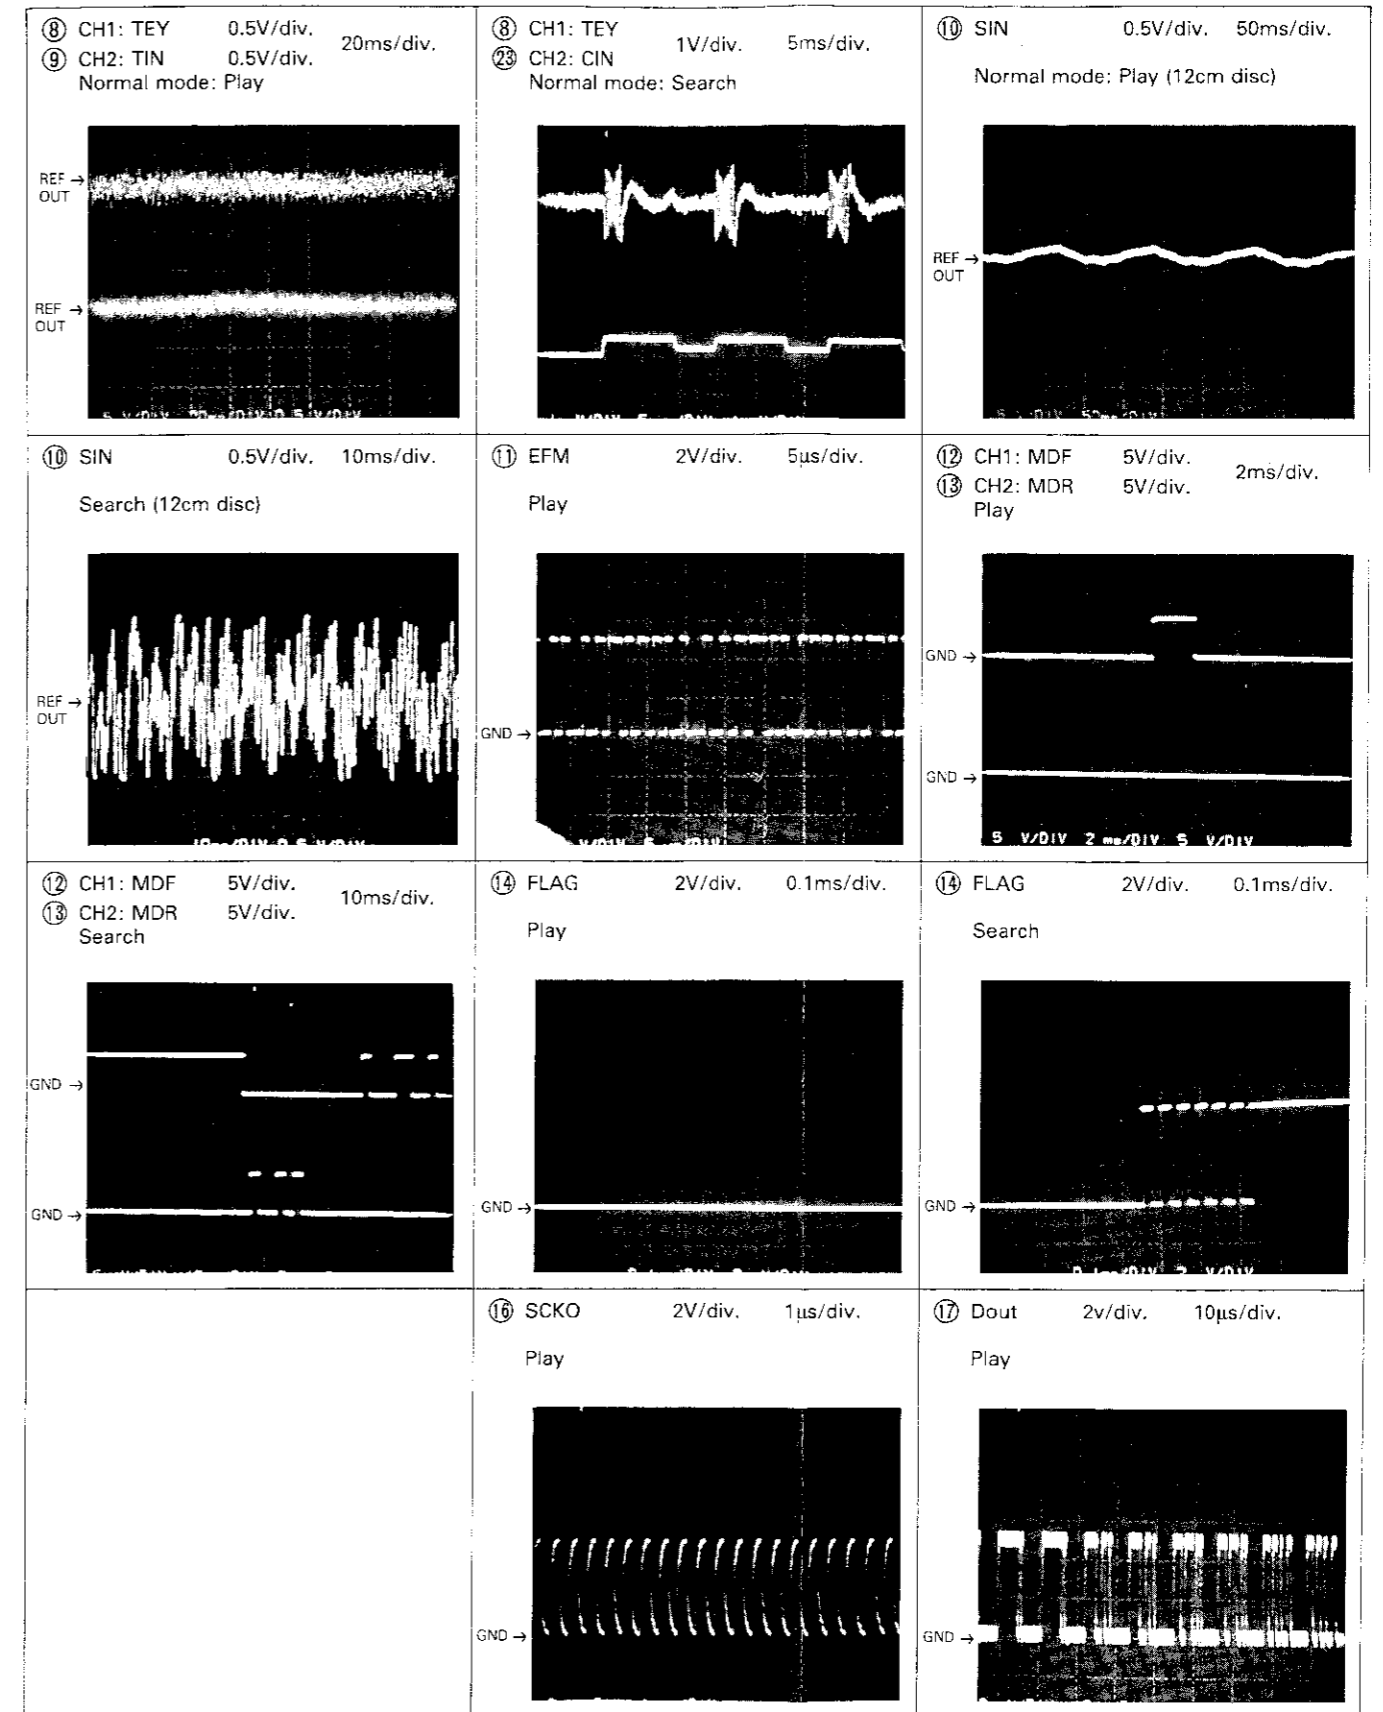 ⑧ CH1: TEY 0.5V/div. 20ms/div.
⑨ CH2: TIN 0.5V/div.
Normal mode: Play
REF →
OUT
REF →
OUT
⑧ CH1: TEY 1V/div. 5ms/div.
㉓ CH2: CIN
Normal mode: Search
⑩ SIN 0.5V/div. 50ms/div.
Normal mode: Play (12cm disc)
REF →
OUT
⑩ SIN 0.5V/div. 10ms/div.
Search (12cm disc)
REF →
OUT
⑪ EFM 2V/div. 5μs/div.
Play
GND →
⑫ CH1: MDF 5V/div. 2ms/div.
⑬ CH2: MDR 5V/div.
Play
GND →
GND →
5 V/DIV 2 ms/DIV 5 V/DIV
⑫ CH1: MDF 5V/div. 10ms/div.
⑬ CH2: MDR 5V/div.
Search
GND →
GND →
⑭ FLAG 2V/div. 0.1ms/div.
Play
GND →
⑭ FLAG 2V/div. 0.1ms/div.
Search
GND →
⑯ SCKO 2V/div. 1μs/div.
Play
GND →
⑰ Dout 2v/div. 10μs/div.
Play
GND →